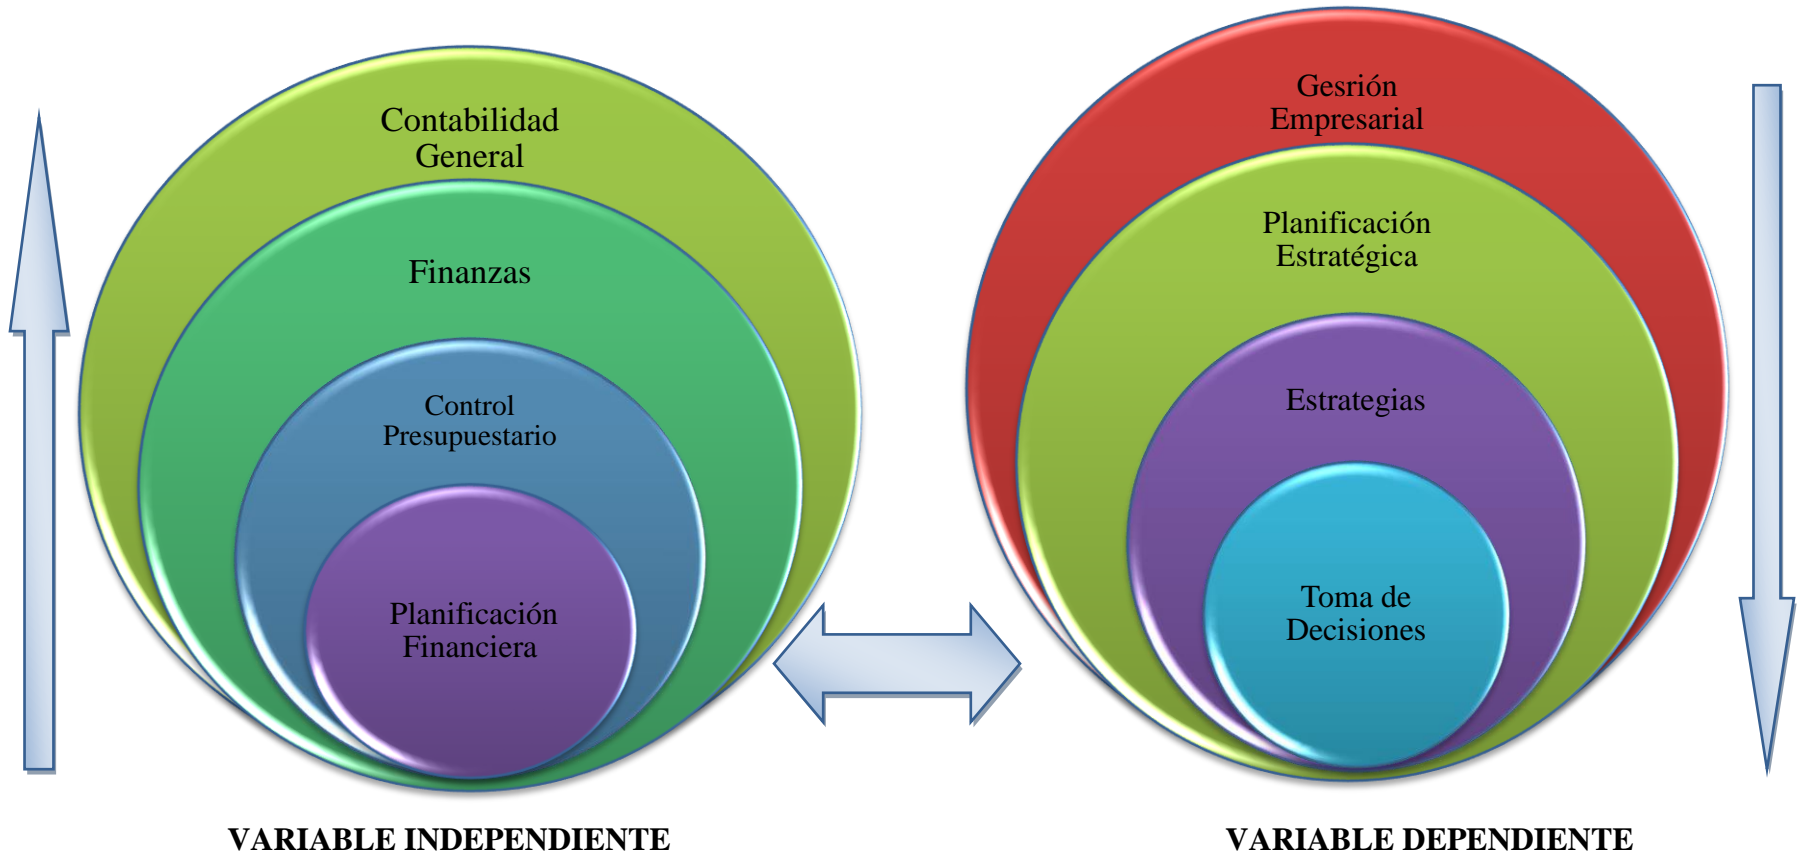 Contabilidad
General
Finanzas
Control
Presupuestario
Planificación
Financiera
VARIABLE INDEPENDIENTE
Gesrión
Empresarial
Planificación
Estratégica
Estrategias
Toma de
Decisiones
VARIABLE DEPENDIENTE